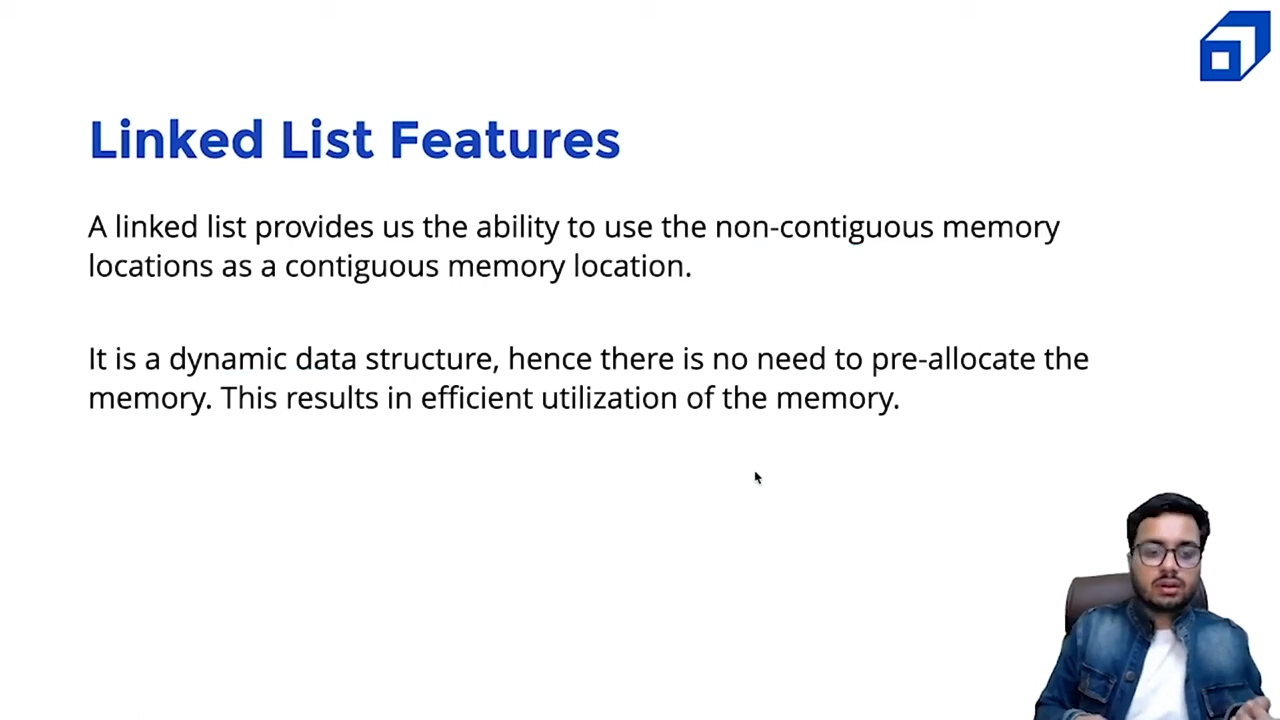 Linked List Features
A linked list provides us the ability to use the non-contiguous memory
locations as a contiguous memory location.
It is a dynamic data structure, hence there is no need to pre-allocate the
memory. This results in efficient utilization of the memory.